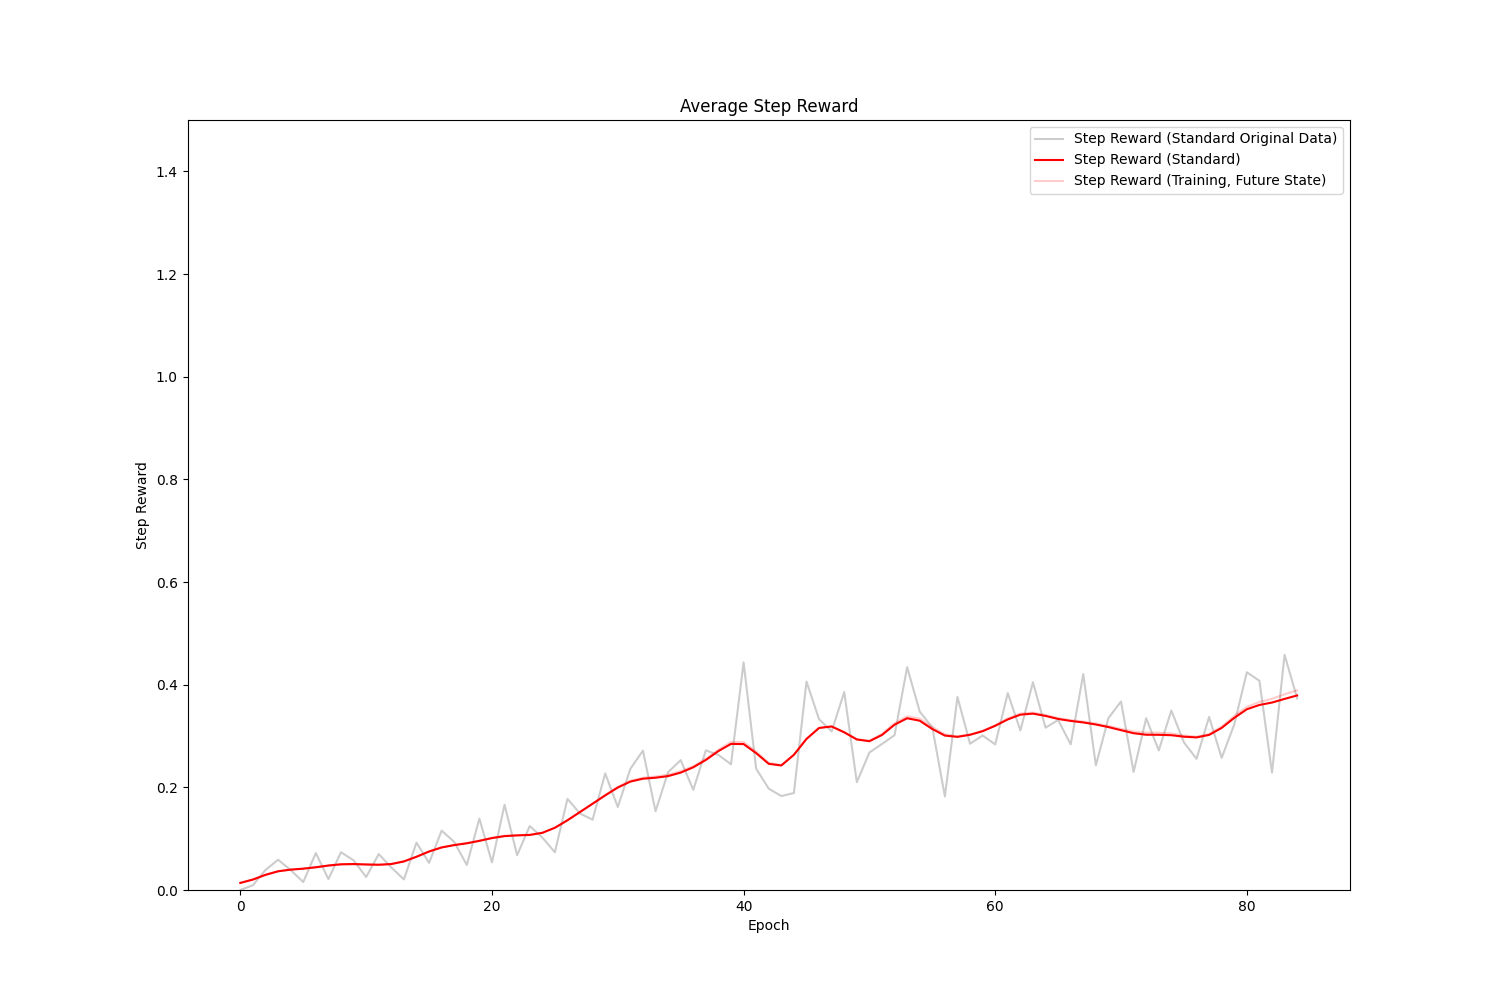 Average Step Reward
Step Reward (Standard Original Data)
Step Reward (Standard)
Step Reward (Training, Future State)
1.4
1.2
1.0
0.8
0.6
0.4
0.2
0.0
Step Reward
0 20 40 60 80
Epoch